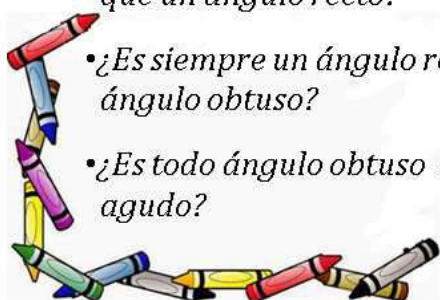 que un ángulo recto?
•¿Es siempre un ángulo
ángulo obtuso?
•¿Es todo ángulo obtuso
agudo?